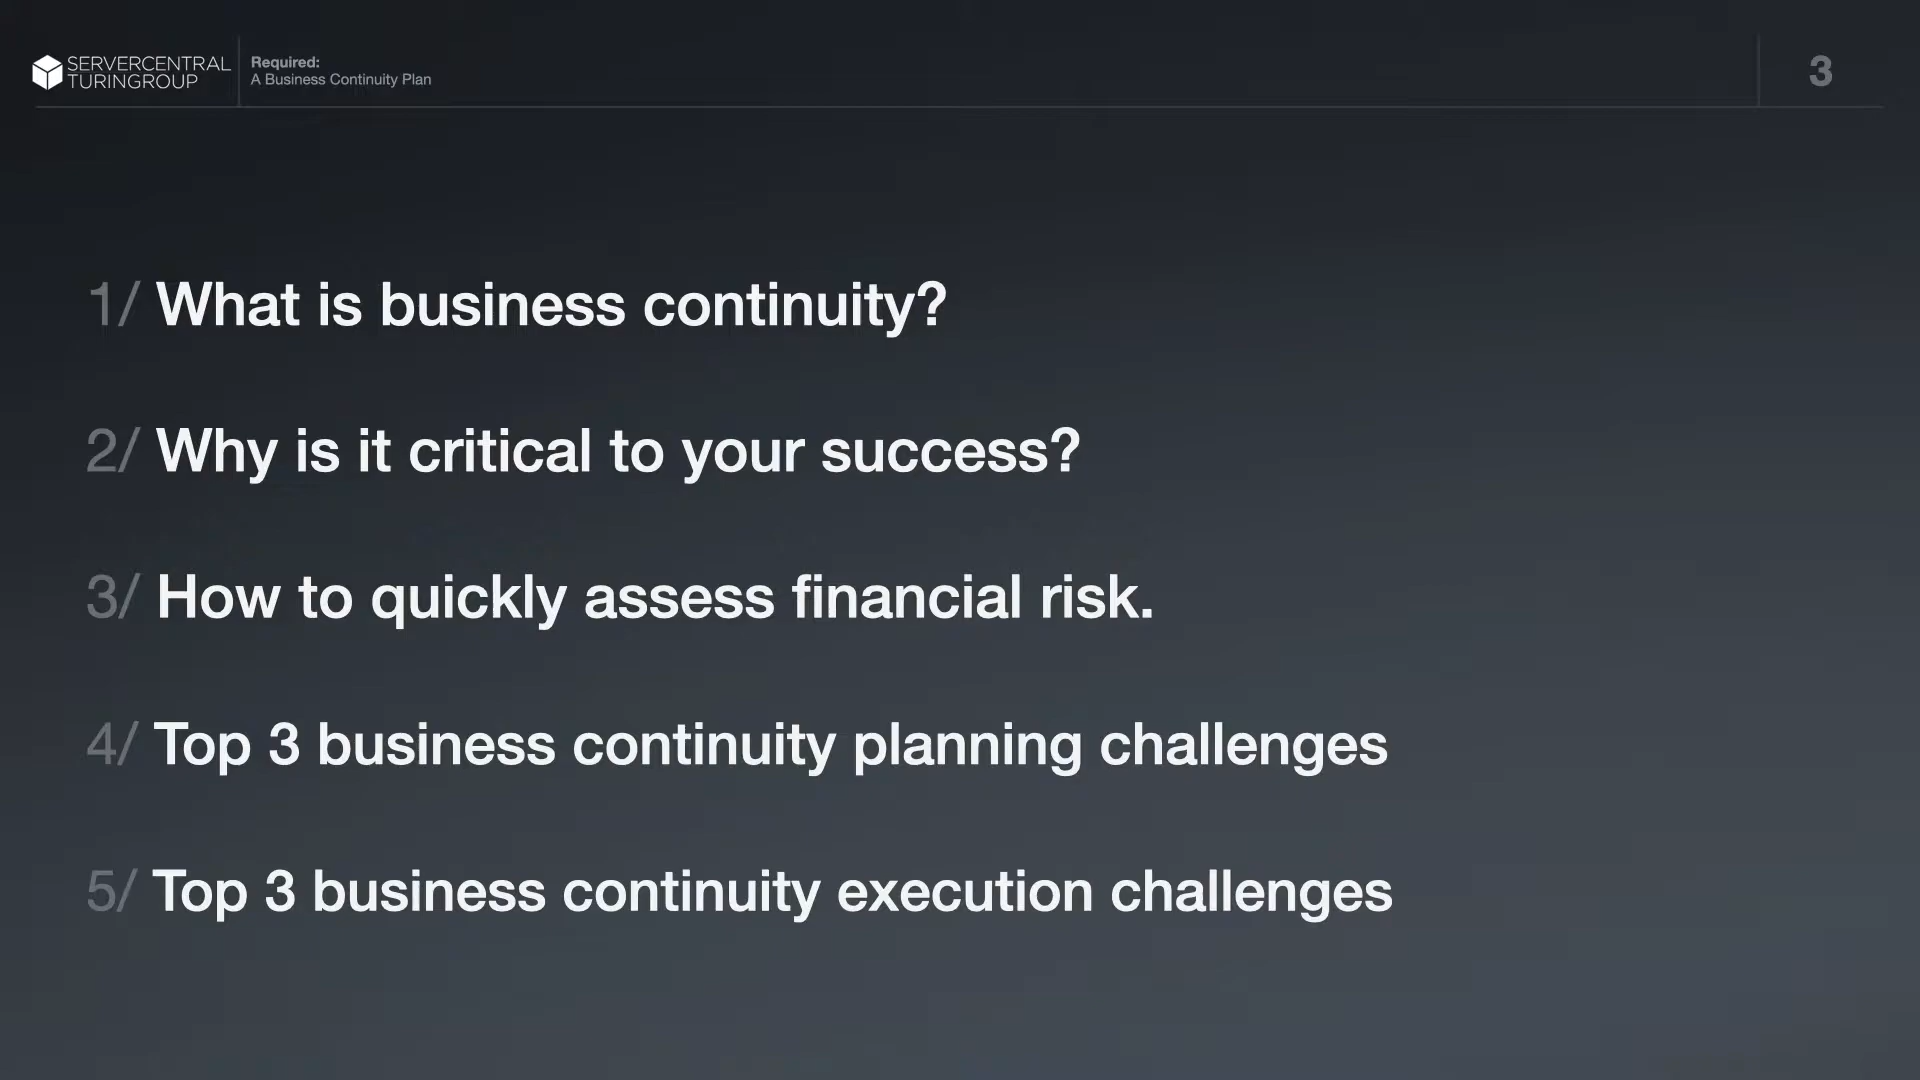 SERVERCENTRAL
TURINGROUP
Required:
A Business Continuity Plan
3
1/ What is business continuity?
2/ Why is it critical to your success?
3/ How to quickly assess financial risk.
4/ Top 3 business continuity planning challenges
5/ Top 3 business continuity execution challenges